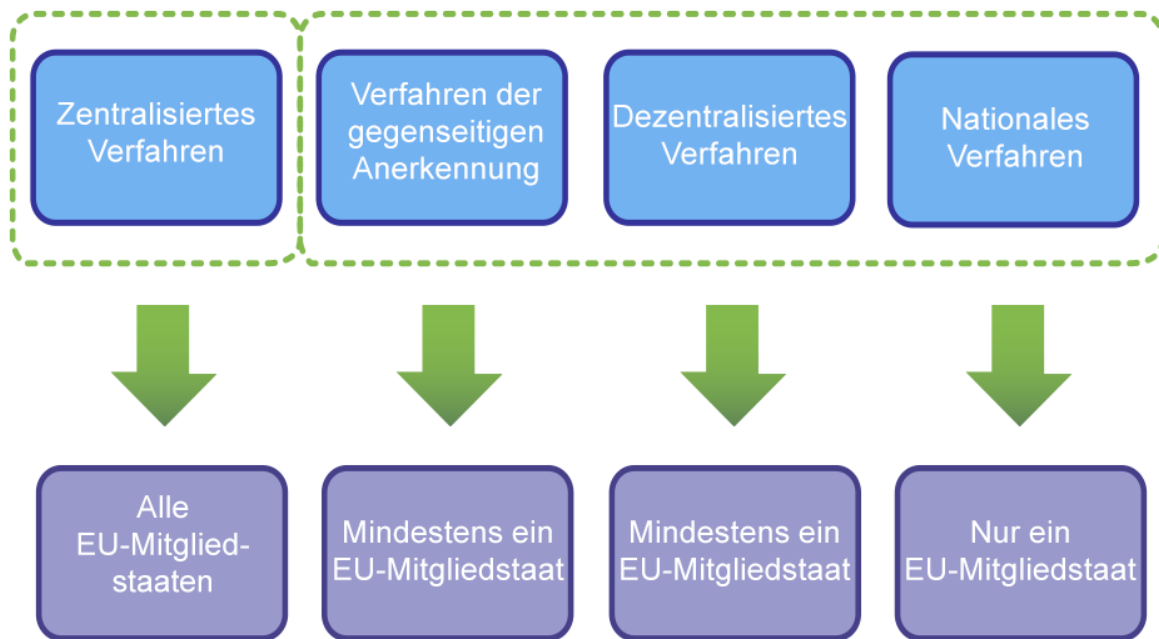 Zentralisiertes
Verfahren
Verfahren der
gegenseitigen
Anerkennung
Dezentralisiertes
Verfahren
Nationales
Verfahren
Alle
EU-Mitglied-
staaten
Mindestens ein
EU-Mitgliedstaat
Mindestens ein
EU-Mitgliedstaat
Nur ein
EU-Mitgliedstaat